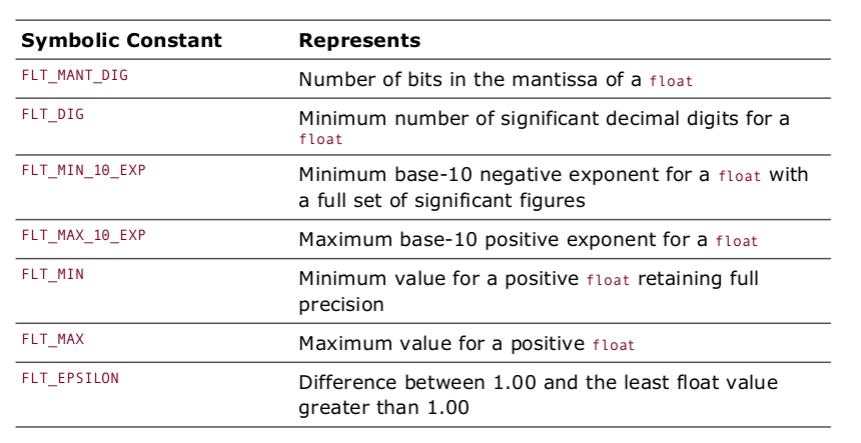 Symbolic Constant Represents
FLT_MANT_DIG Number of bits in the mantissa of a float
FLT_DIG Minimum number of significant decimal digits for a
float
FLT_MIN_10_EXP Minimum base-10 negative exponent for a float with
a full set of significant figures
FLT_MAX_10_EXP Maximum base-10 positive exponent for a float
FLT_MIN Minimum value for a positive float retaining full
precision
FLT_MAX Maximum value for a positive float
FLT_EPSILON Difference between 1.00 and the least float value
greater than 1.00